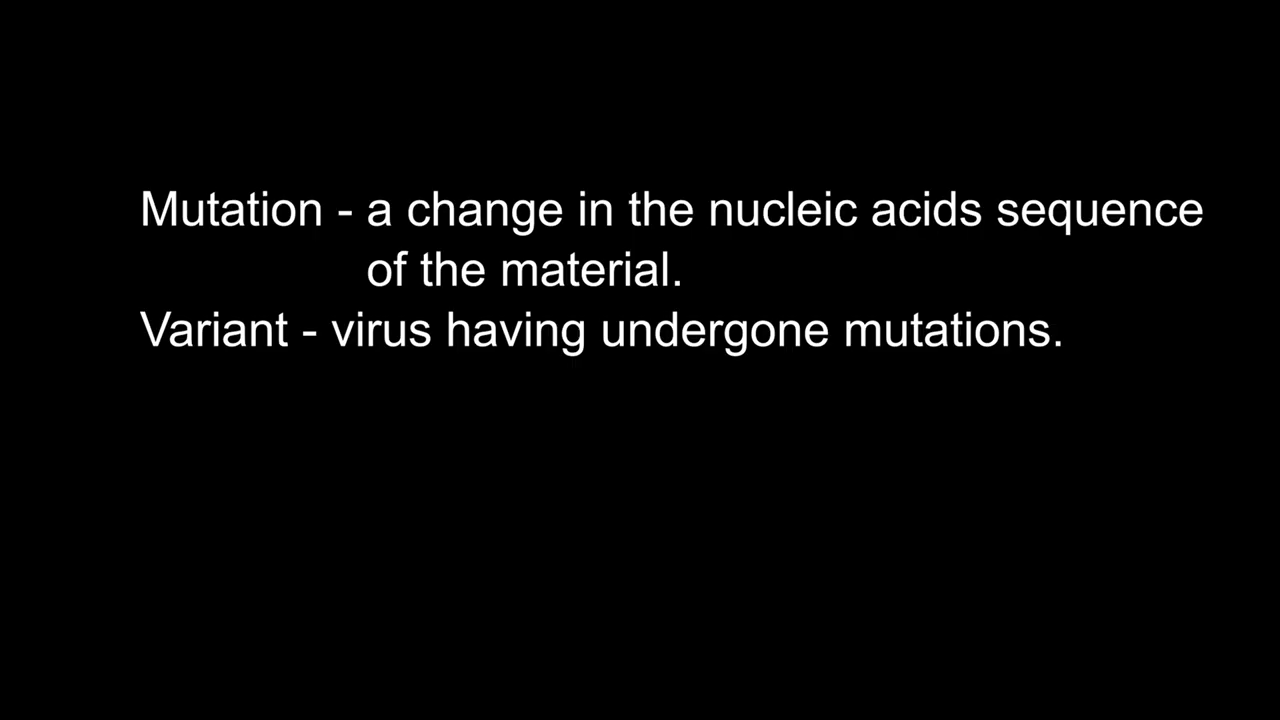 Mutation - a change in the nucleic acids sequence
of the material.
Variant - virus having undergone mutations.